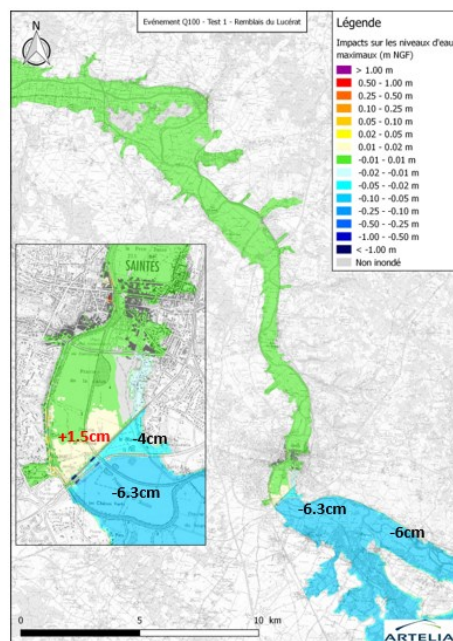 Evénement Q100 - Test 1 - Remblais du Lucérat
N
Légende
Impacts sur les niveaux d'eau
maximaux (m NGF)
> 1.00 m
0.50 - 1.00 m
0.25 - 0.50 m
0.10 - 0.25 m
0.05 - 0.10 m
0.02 - 0.05 m
0.01 - 0.02 m
-0.01 - 0.01 m
-0.02 - -0.01 m
-0.05 - -0.02 m
-0.10 - -0.05 m
-0.25 - -0.10 m
-0.50 - -0.25 m
-1.00 - -0.50 m
< -1.00 m
Non inondé
SAINTES
+1.5cm
-4cm
-6.3cm
-6.3cm
-6cm
0 5 10 km
ARTELIA